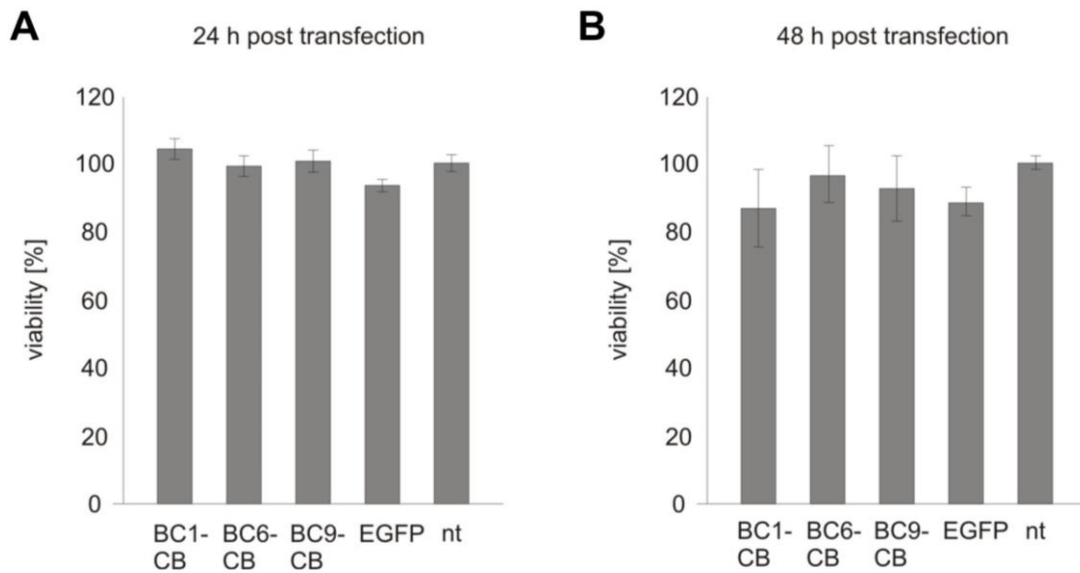 A
24 h post transfection
viability [%]
120
100
80
60
40
20
0
BC1-
CB
BC6-
CB
BC9-
CB
EGFP
nt
B
48 h post transfection
viability [%]
120
100
80
60
40
20
0
BC1-
CB
BC6-
CB
BC9-
CB
EGFP
nt